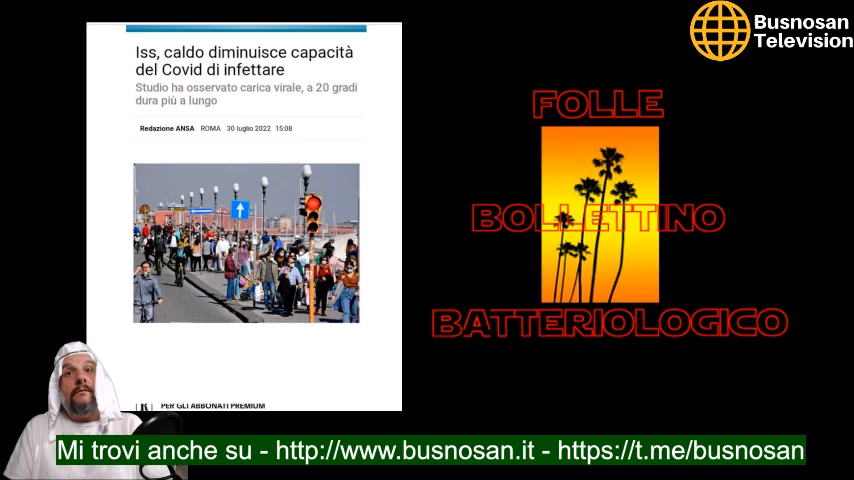 Busnosan
Television
Iss, caldo diminuisce capacità
del Covid di infettare
Studio ha osservato carica virale, a 20 gradi
dura più a lungo
Redazione ANSA ROMA 30 luglio 2022 15:08
FOLLE
BOLLETTINO
BATTERIOLOGICO
PER GLI ABBONATI PREMIUM
Mi trovi anche su - http://www.busnosan.it - https://t.me/busnosan